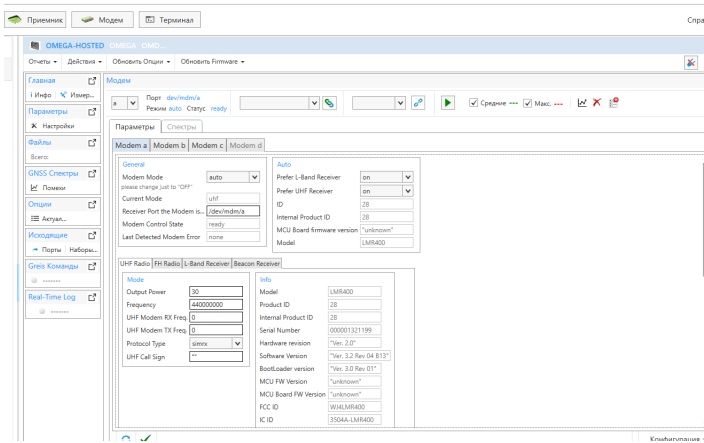 Приемник Модем Терминал Спра
OMEGA-HOSTED OMEGA OMD...
Отчеты Действия Обновить Опции Обновить Firmware
Главная
i Инфо Измер...
Параметры
Настройки
Файлы
Всего:
GNSS Спектры
Помехи
Опции
Актуал...
Исходящие
Порты Наборы...
Greis Команды
-------
Real-Time Log
-------
Модем
a Порт dev/mdm/a
Режим auto Статус ready
Средние --- Макс. ---
Параметры Спектры
Modem a Modem b Modem c Modem d
General
Modem Mode auto
please change just to "OFF"
Current Mode uhf
Receiver Port the Modem is... /dev/mdm/a
Modem Control State ready
Last Detected Modem Error none
Auto
Prefer L-Band Receiver on
Prefer UHF Receiver on
ID 28
Internal Product ID 28
MCU Board firmware version "unknown"
Model LMR400
UHF Radio FH Radio L-Band Receiver Beacon Receiver
Mode
Output Power 30
Frequency 440000000
UHF Modem RX Freq. 0
UHF Modem TX Freq. 0
Protocol Type simrx
UHF Call Sign ""
Info
Model LMR400
Product ID 28
Internal Product ID 28
Serial Number 000001321199
Hardware revision "Ver. 2.0"
Software Version "Ver. 3.2 Rev 04 B13"
BootLoader version "Ver. 3.0 Rev 01"
MCU FW Version "unknown"
MCU Board FW Version "unknown"
FCC ID WJ4LMR400
IC ID 3504A-LMR400
Конфигурация